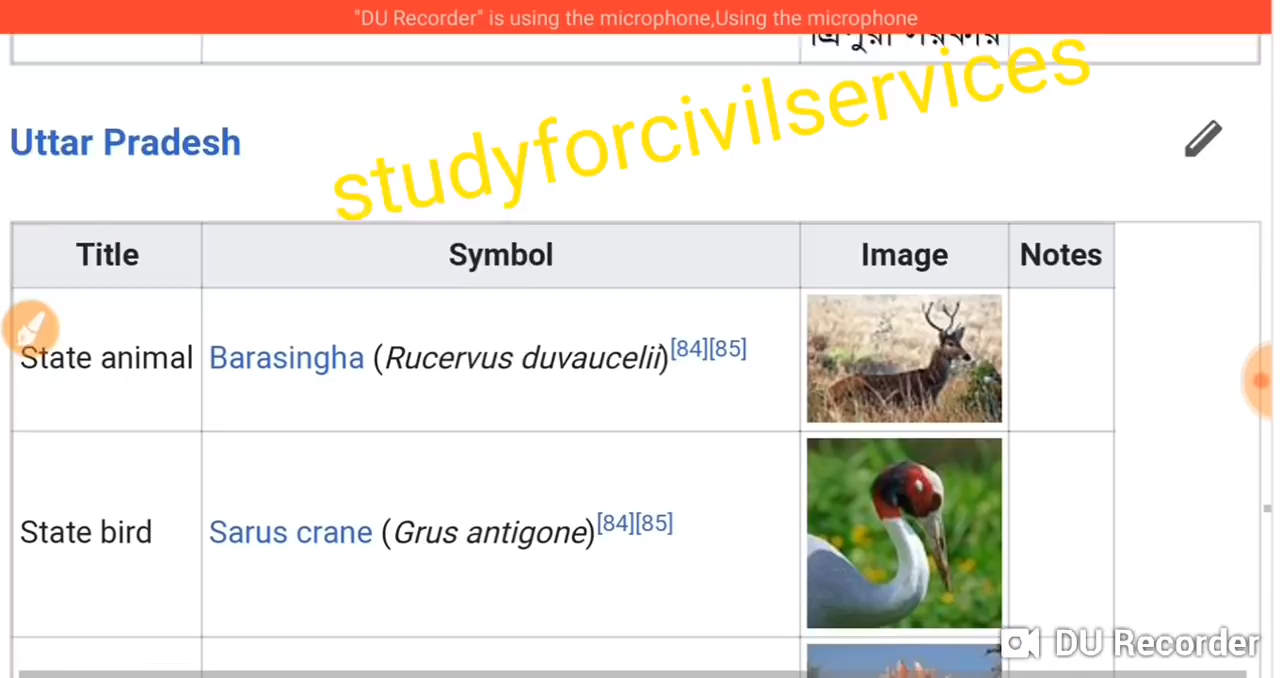 "DU Recorder" is using the microphone,Using the microphone
ত্রিপুরা সরকার
studyforcivilservices
Uttar Pradesh
Title Symbol Image Notes
State animal Barasingha (Rucervus duvaucelii)[84][85]
State bird Sarus crane (Grus antigone)[84][85]
DU Recorder